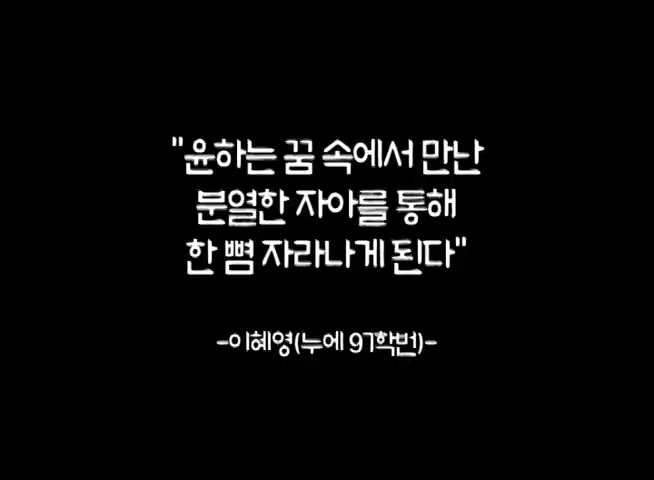 "윤하는 꿈 속에서 만난
분열한 자아를 통해
한 뼘 자라나게 된다"
-이혜영(누에 97학번)-